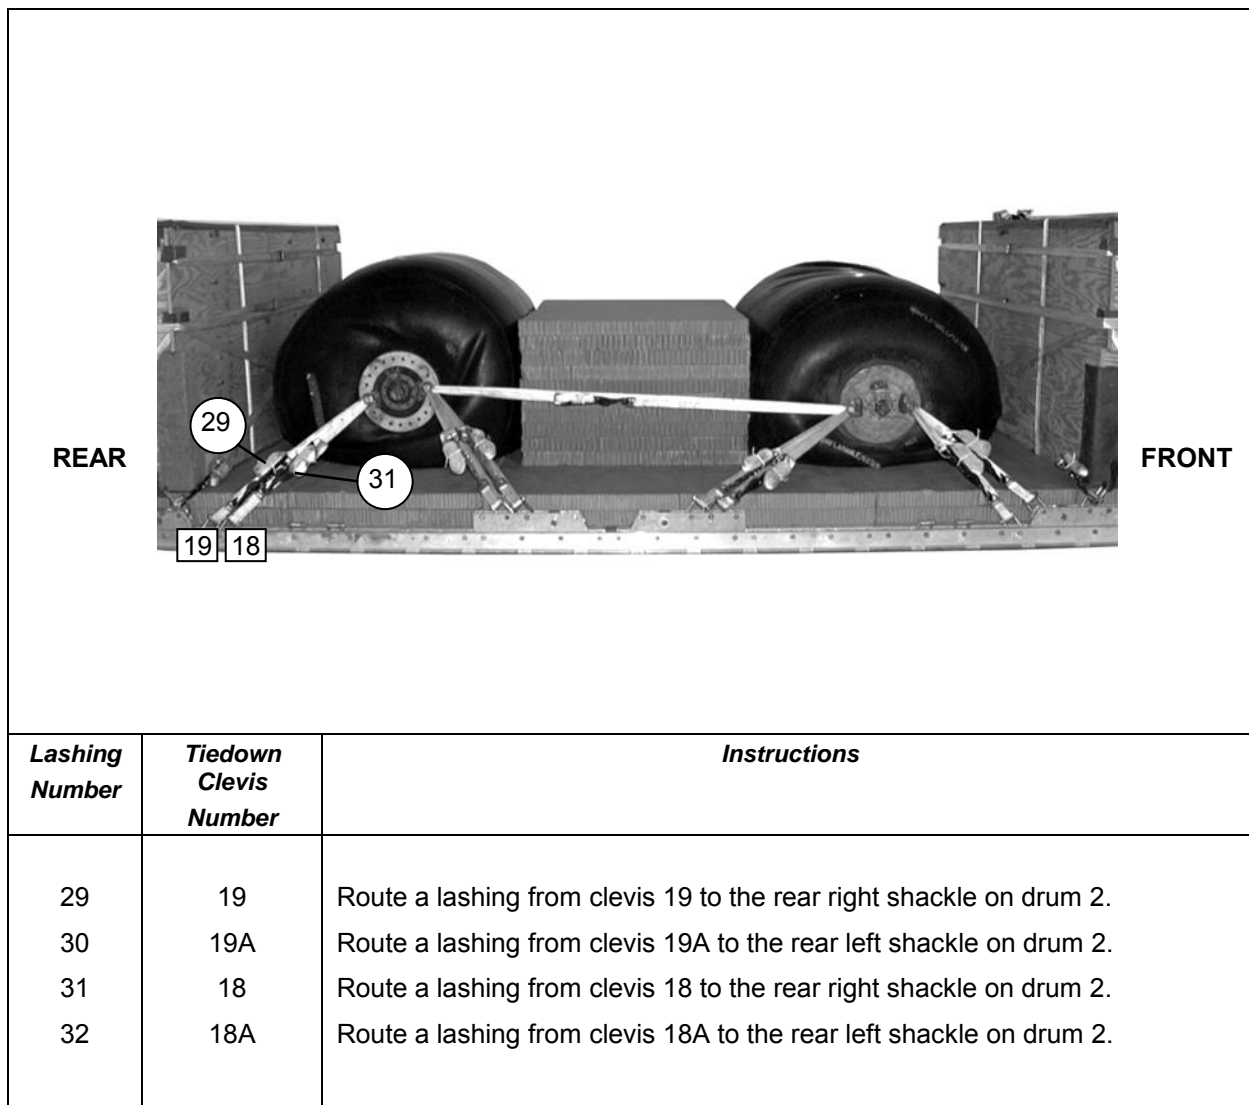 29
31
REAR
FRONT
19 18
Lashing Number
Tiedown Clevis Number
Instructions
29 19 Route a lashing from clevis 19 to the rear right shackle on drum 2.
30 19A Route a lashing from clevis 19A to the rear left shackle on drum 2.
31 18 Route a lashing from clevis 18 to the rear right shackle on drum 2.
32 18A Route a lashing from clevis 18A to the rear left shackle on drum 2.